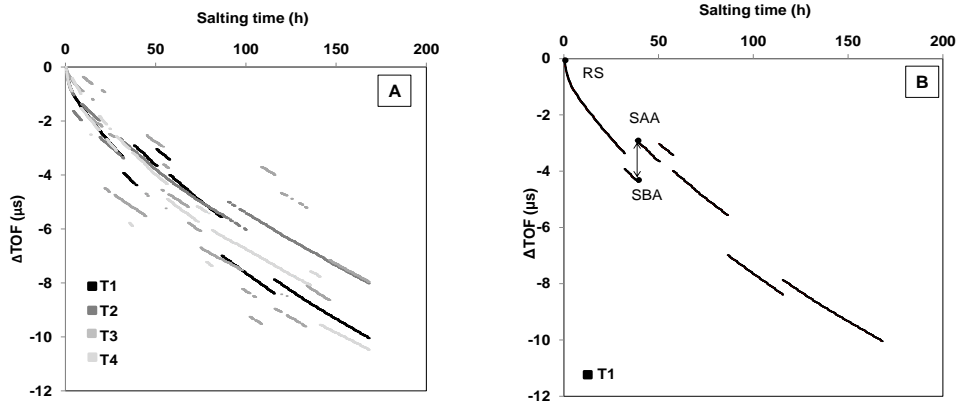 Salting time (h)
0 50 100 150 200
0
-2
-4
-6
-8
-10
-12
ΔTOF (µs)
A
T1
T2
T3
T4
Salting time (h)
0 50 100 150 200
0
-2
-4
-6
-8
-10
-12
ΔTOF (µs)
B
RS
SAA
SBA
T1